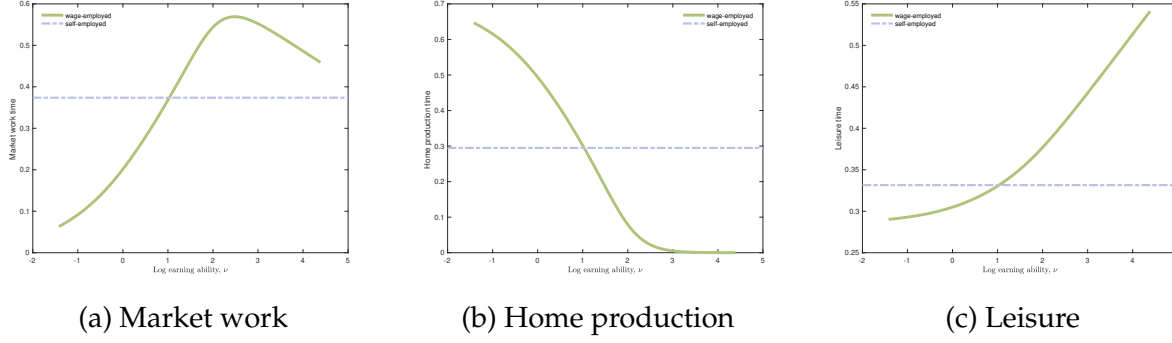 wage-employed
self-employed
Market work time
0.6
0.5
0.4
0.3
0.2
0.1
0
-2 -1 0 1 2 3 4 5
Log earning ability, ν
(a) Market work
wage-employed
self-employed
Home production time
0.7
0.6
0.5
0.4
0.3
0.2
0.1
0
-2 -1 0 1 2 3 4 5
Log earning ability, ν
(b) Home production
wage-employed
self-employed
Leisure time
0.55
0.5
0.45
0.4
0.35
0.3
0.25
-2 -1 0 1 2 3 4
Log earning ability, ν
(c) Leisure